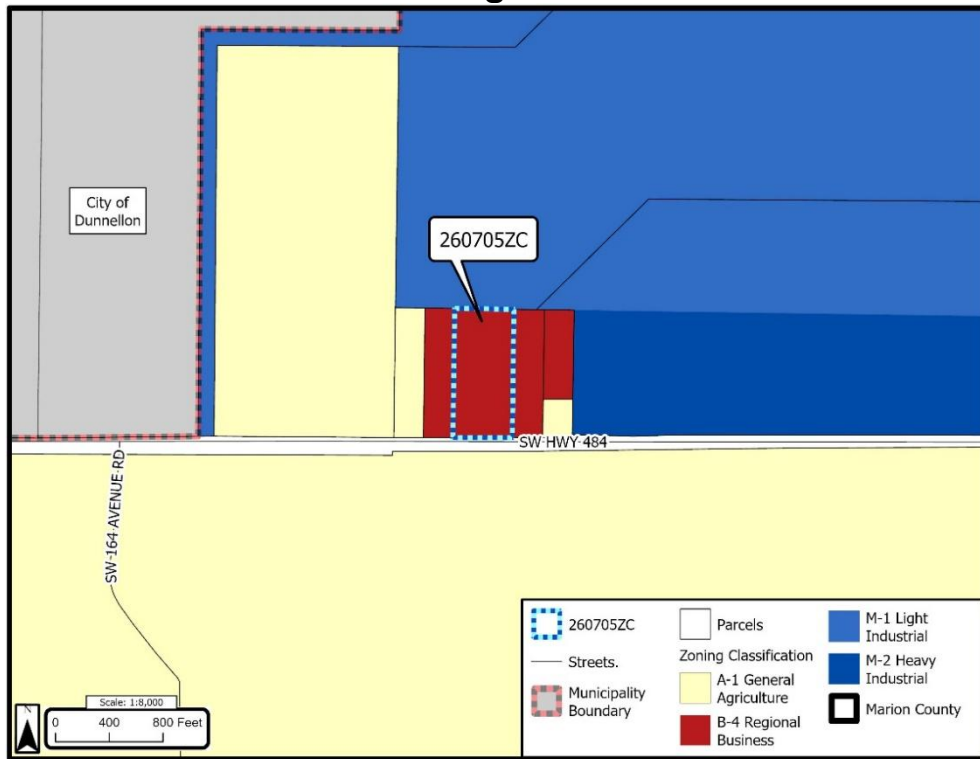 City of
Dunnellon
260705ZC
SW HWY 484
SW 164 AVENUE RD
Scale: 1:8,000
0 400 800 Feet
260705ZC
Streets.
Municipality
Boundary
Parcels
Zoning Classification
A-1 General
Agriculture
B-4 Regional
Business
M-1 Light
Industrial
M-2 Heavy
Industrial
Marion County